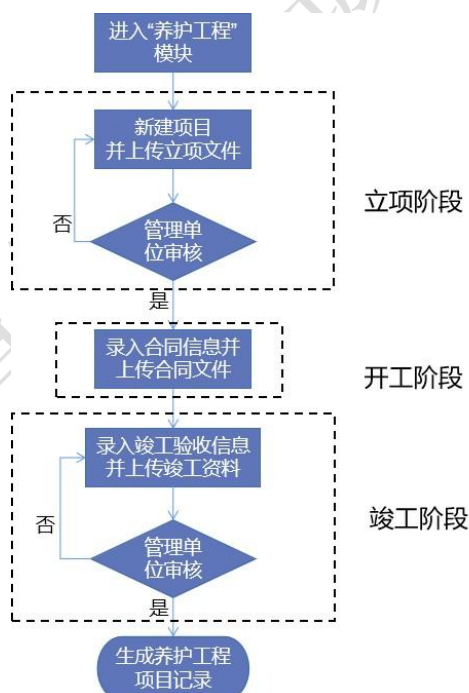 进入“养护工程”
模块
新建项目
并上传立项文件
立项阶段
否
管理单
位审核
是
录入合同信息并
上传合同文件
开工阶段
录入竣工验收信息
并上传竣工资料
竣工阶段
否
管理单
位审核
是
生成养护工程
项目记录